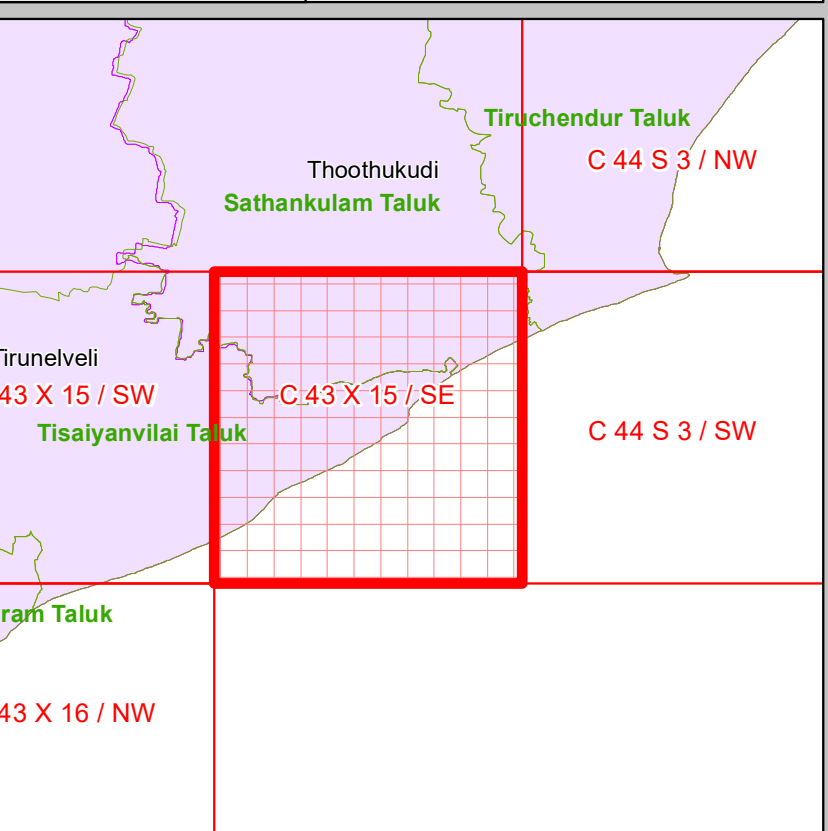 Tiruchendur Taluk
C 44 S 3 / NW
Thoothukudi
Sathankulam Taluk
Tirunelveli
43 X 15 / SW
C 43 X 15 / SE
Tisaiyanvilai Taluk
C 44 S 3 / SW
ram Taluk
43 X 16 / NW